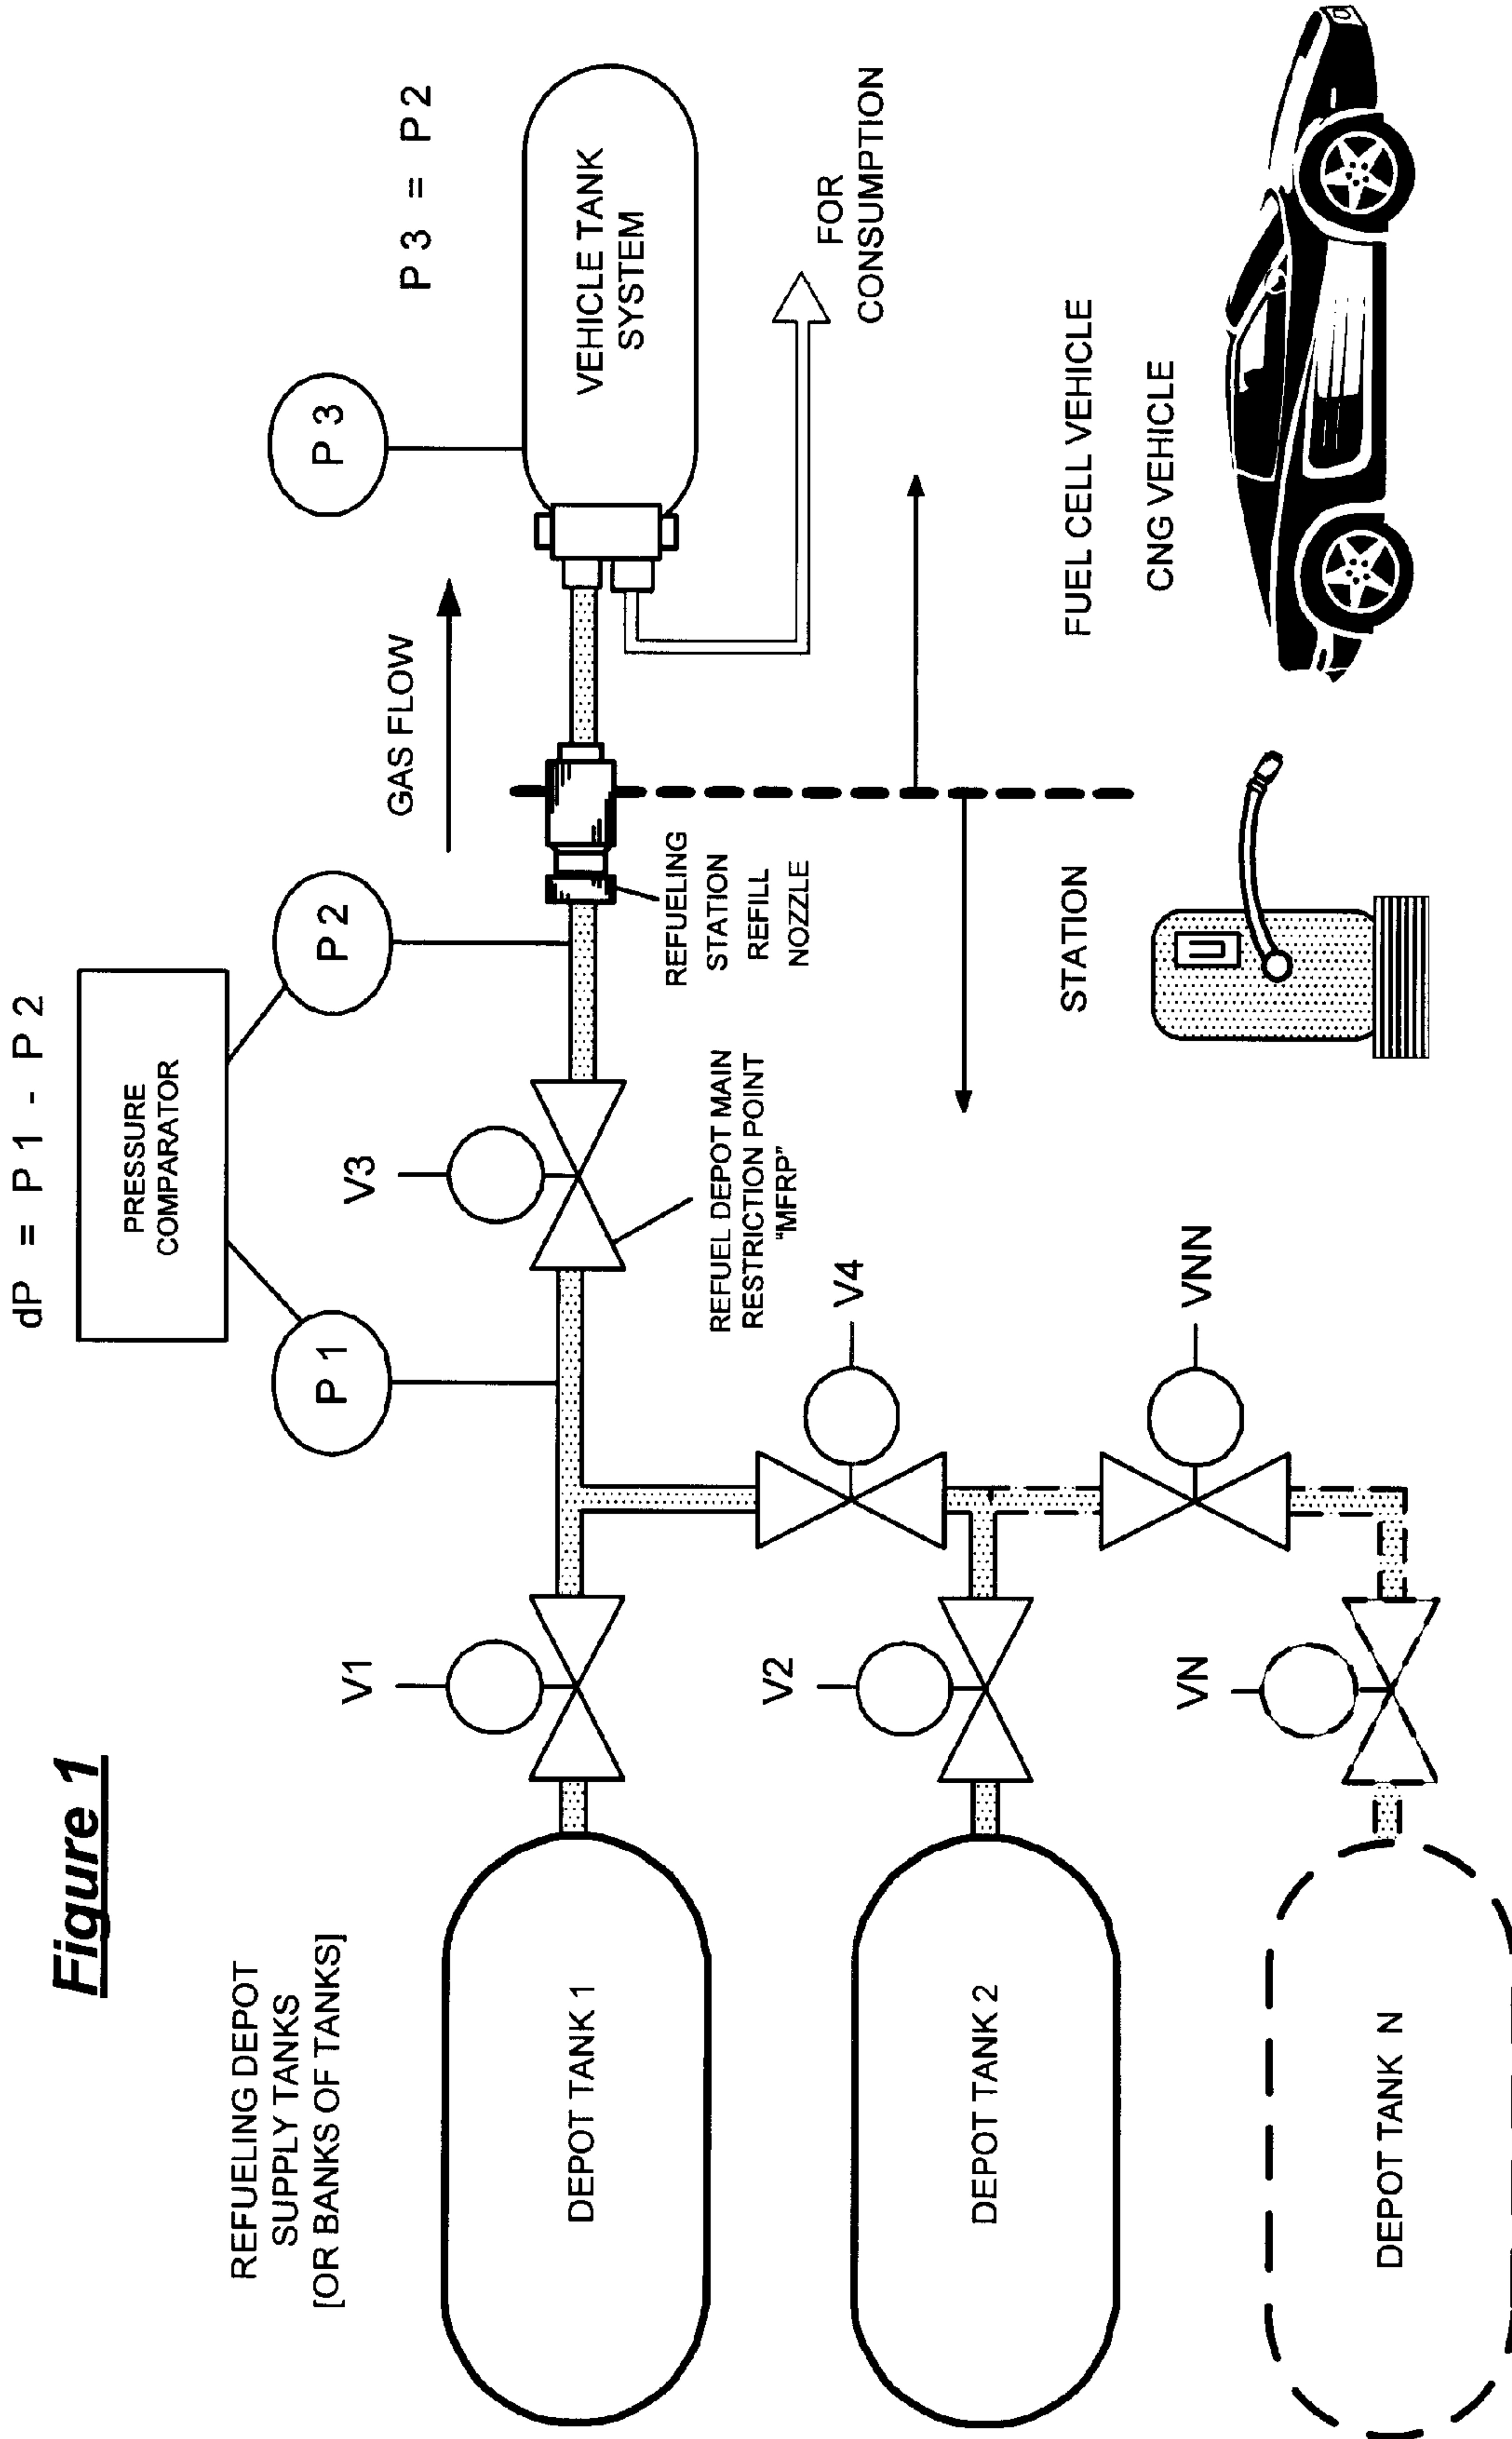 Figure 1
dP = P 1 - P 2
PRESSURE
COMPARATOR
P 1
P 2
P 3
P 3 = P 2
REFUELING DEPOT
SUPPLY TANKS
[OR BANKS OF TANKS]
V1
V3
GAS FLOW
DEPOT TANK 1
VEHICLE TANK
SYSTEM
REFUEL DEPOT MAIN
RESTRICTION POINT
"MFRP"
REFUELING
STATION
REFILL
NOZZLE
FOR
CONSUMPTION
V2
V4
DEPOT TANK 2
STATION
FUEL CELL VEHICLE
CNG VEHICLE
VN
VNN
DEPOT TANK N